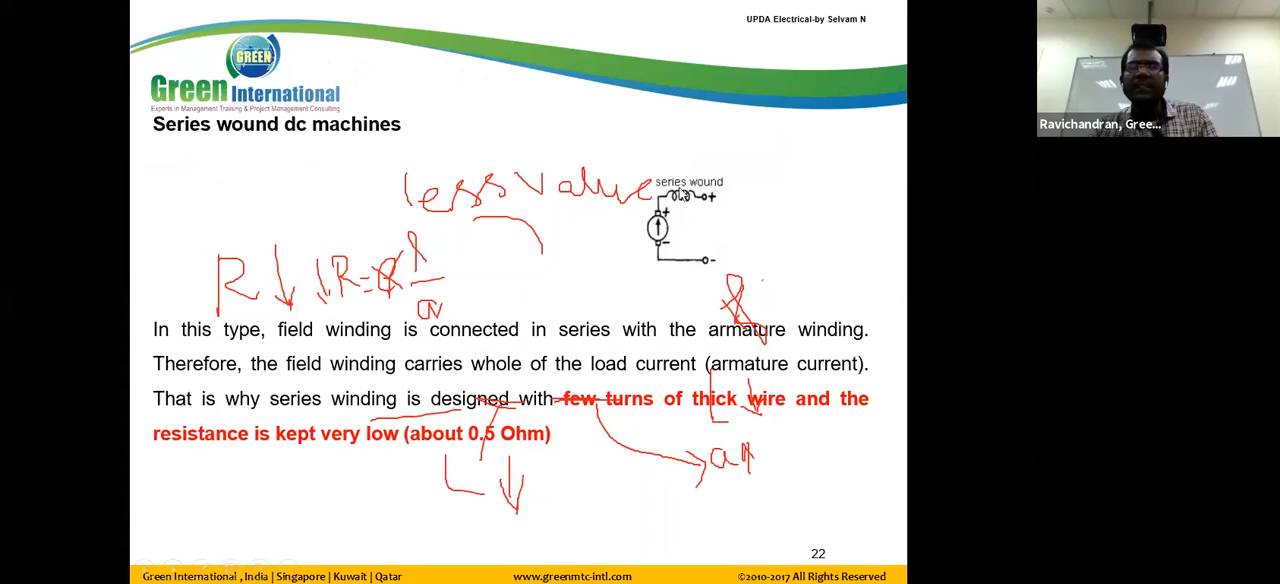 UPDA Electrical-by Selvam N
GREEN
Green International
Experts in Management Training & Project Management Consulting
Ravichandran, Gree...
Series wound dc machines
less value
series wound
+
+
-
-
R↓ ↓R=
a
In this type, field winding is connected in series with the armature winding.
Therefore, the field winding carries whole of the load current (armature current).
That is why series winding is designed with few turns of thick wire and the
resistance is kept very low (about 0.5 Ohm)
L↓
a↑
L↓
22
Green International , India | Singapore | Kuwait | Qatar
www.greenmtc-intl.com
©2010-2017 All Rights Reserved